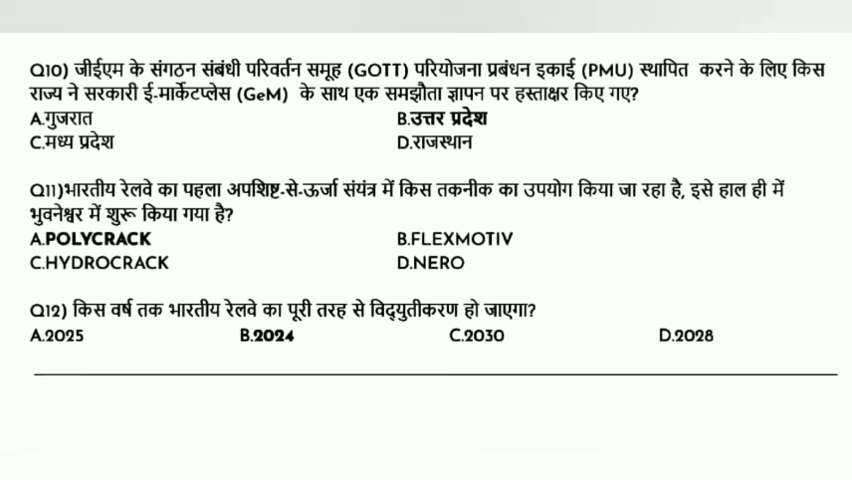 Q10) जीईएम के संगठन संबंधी परिवर्तन समूह (GOTT) परियोजना प्रबंधन इकाई (PMU) स्थापित करने के लिए किस
राज्य ने सरकारी ई-मार्केटप्लेस (GeM) के साथ एक समझौता ज्ञापन पर हस्ताक्षर किए गए?
A.गुजरात B.उत्तर प्रदेश
C.मध्य प्रदेश D.राजस्थान
Q11)भारतीय रेलवे का पहला अपशिष्ट-से-ऊर्जा संयंत्र में किस तकनीक का उपयोग किया जा रहा है, इसे हाल ही में
भुवनेश्वर में शुरू किया गया है?
A.POLYCRACK B.FLEXMOTIV
C.HYDROCRACK D.NERO
Q12) किस वर्ष तक भारतीय रेलवे का पूरी तरह से विद्युतीकरण हो जाएगा?
A.2025 B.2024 C.2030 D.2028